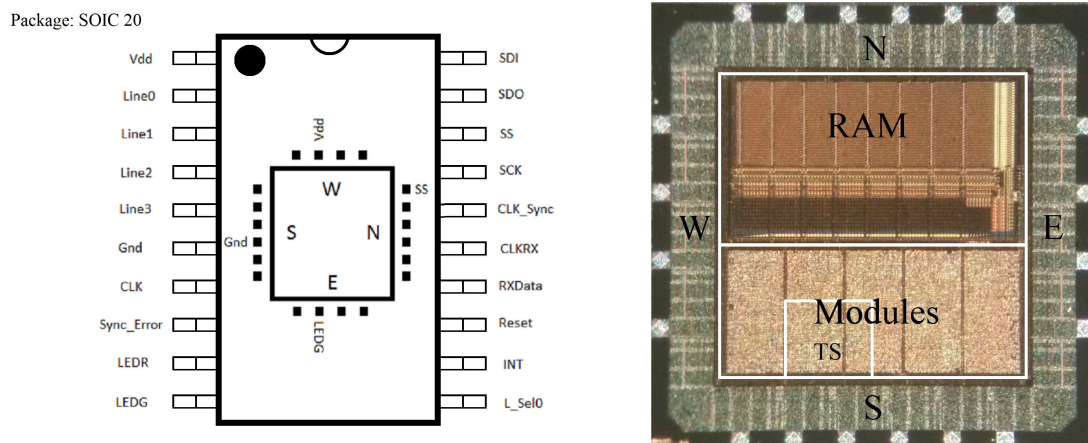 Package: SOIC 20
Vdd
Line0
Line1
Line2
Line3
Gnd
CLK
Sync_Error
LEDR
LEDG
SDI
SDO
SS
SCK
CLK_Sync
CLKRX
RXData
Reset
INT
L_Sel0
Vdd
W
SS
S
N
Gnd
E
LEDG
N
RAM
W
E
Modules
TS
S